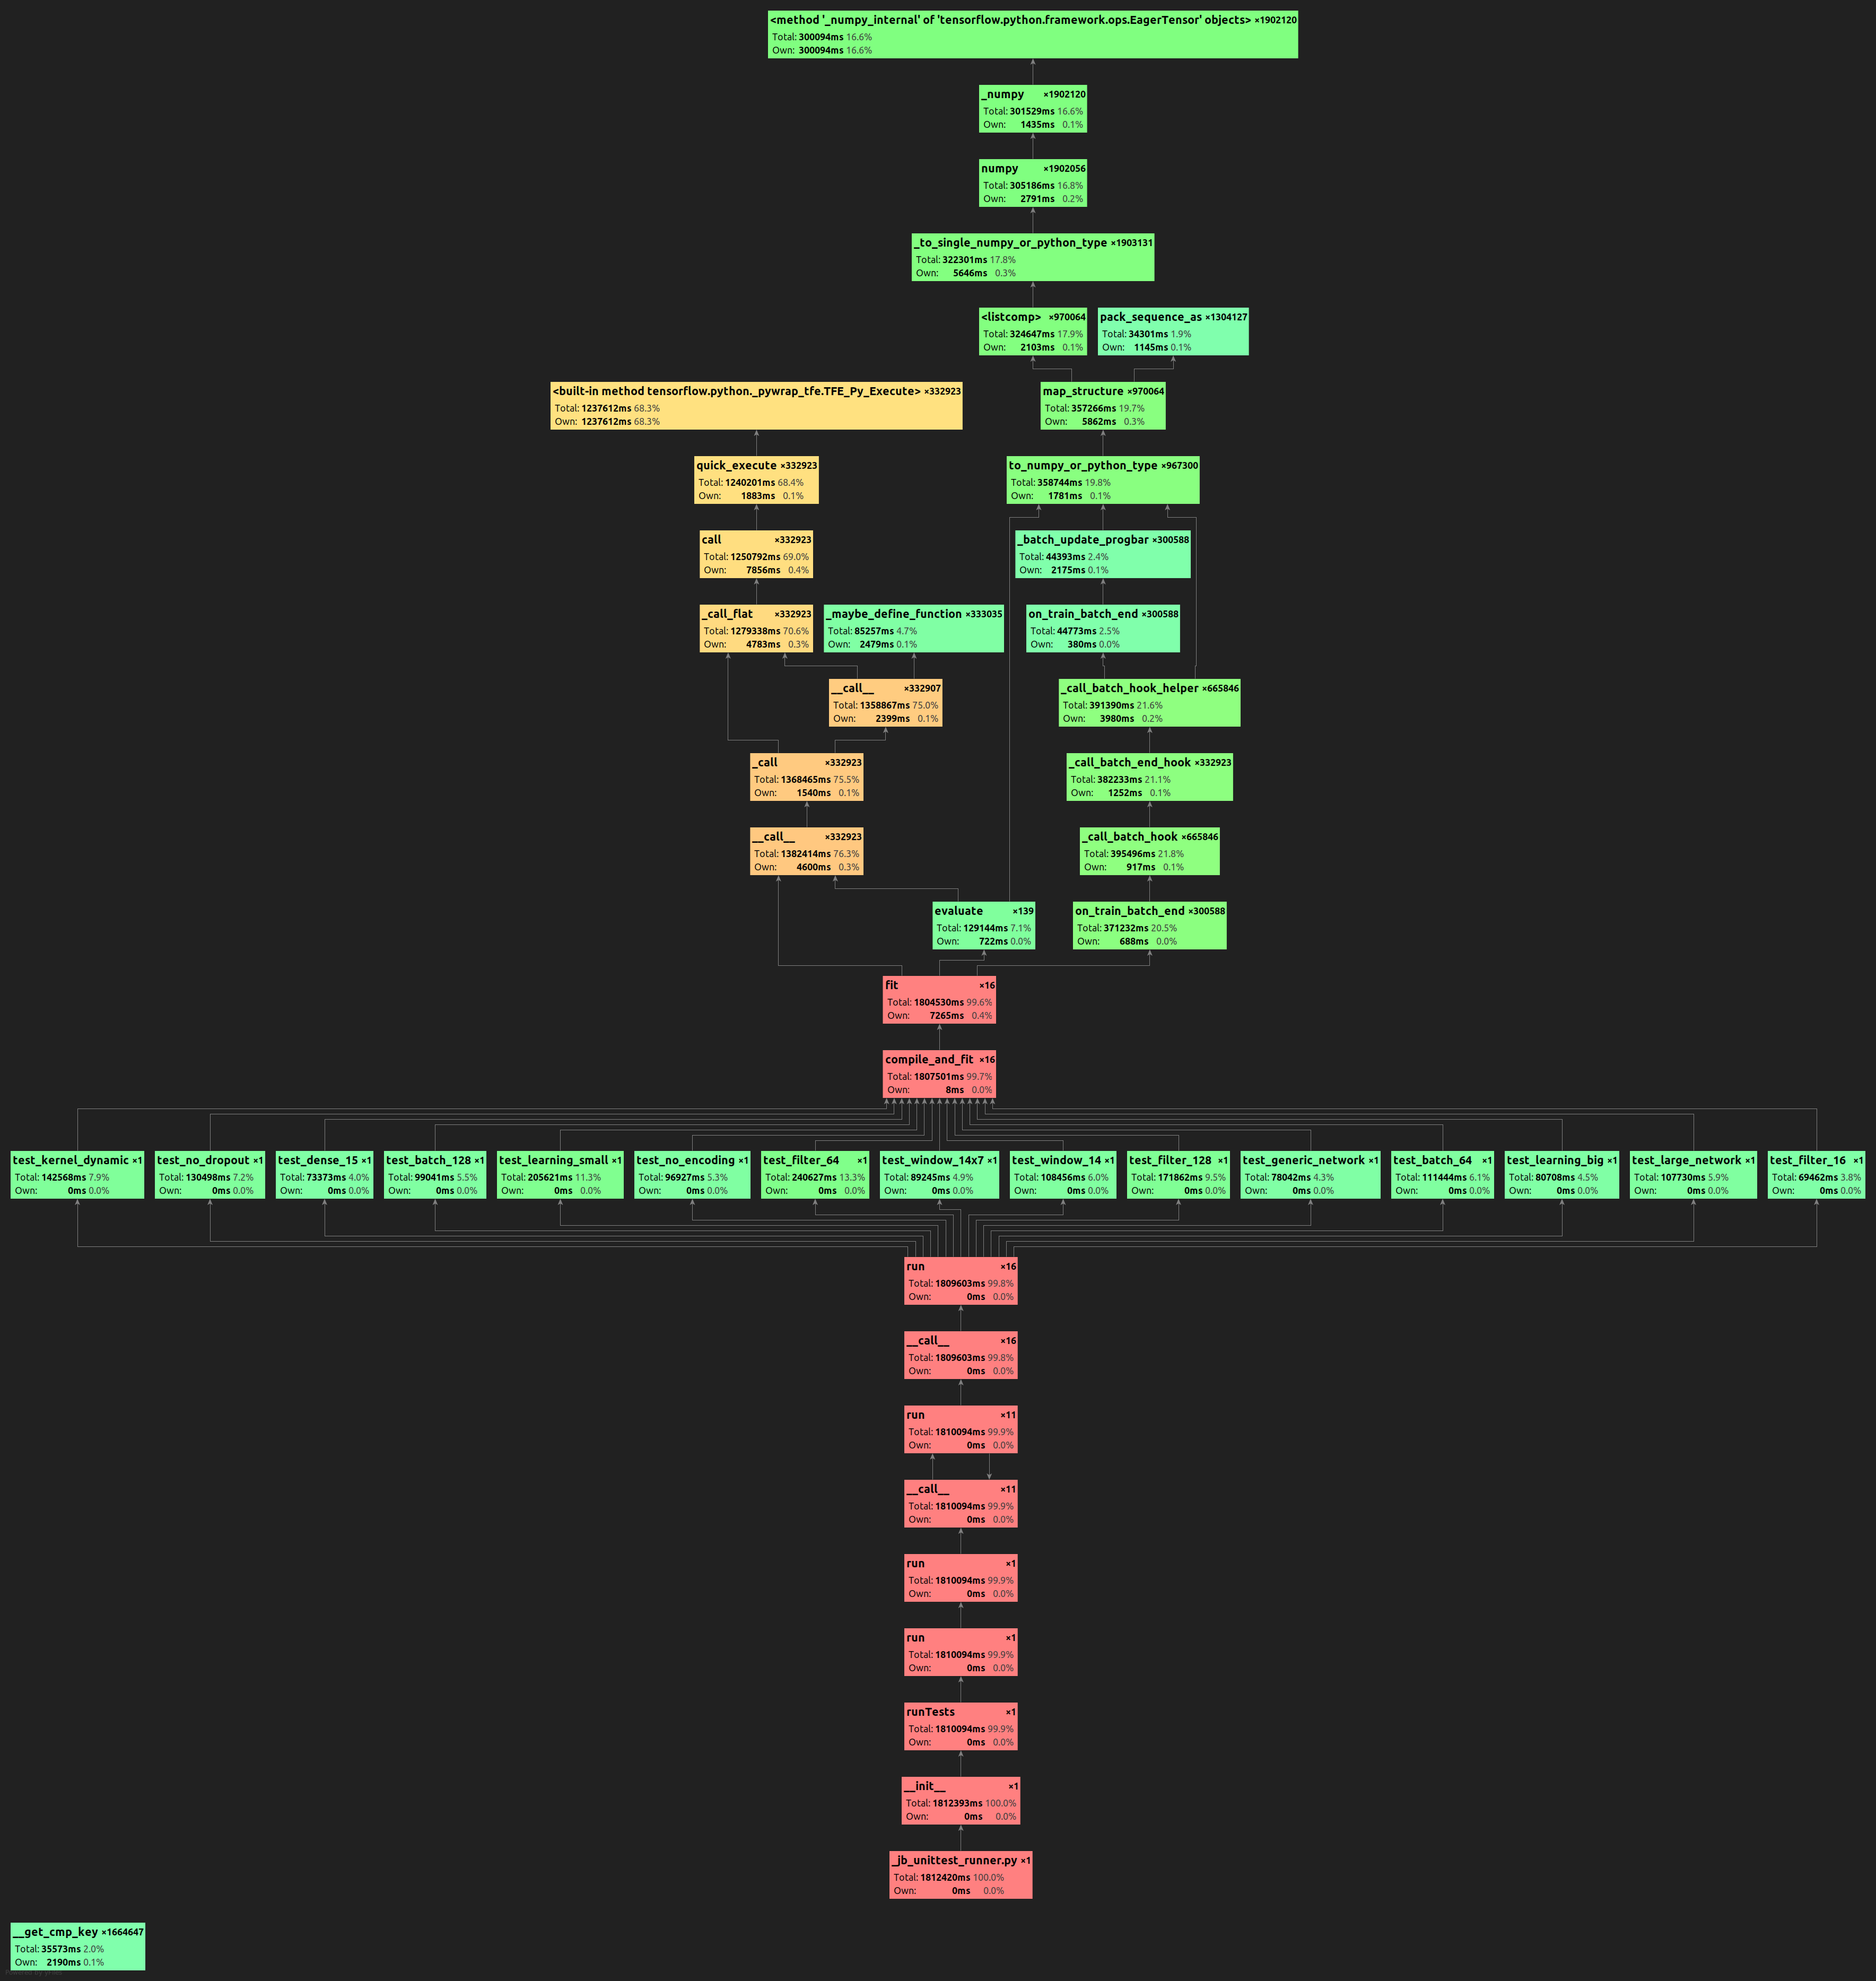 <method '_numpy_internal' of 'tensorflow.python.framework.ops.EagerTensor' objects> ×1902120
Total: 300094ms 16.6%
Own: 300094ms 16.6%
_numpy ×1902120
Total: 301529ms 16.6%
Own: 1435ms 0.1%
numpy ×1902056
Total: 305186ms 16.8%
Own: 2791ms 0.2%
_to_single_numpy_or_python_type ×1903131
Total: 322301ms 17.8%
Own: 5646ms 0.3%
<listcomp> ×970064
Total: 324647ms 17.9%
Own: 2103ms 0.1%
pack_sequence_as ×1304127
Total: 34301ms 1.9%
Own: 1145ms 0.1%
<built-in method tensorflow.python._pywrap_tfe.TFE_Py_Execute> ×332923
Total: 1237612ms 68.3%
Own: 1237612ms 68.3%
map_structure ×970064
Total: 357266ms 19.7%
Own: 5862ms 0.3%
quick_execute ×332923
Total: 1240201ms 68.4%
Own: 1883ms 0.1%
to_numpy_or_python_type ×967300
Total: 358744ms 19.8%
Own: 1781ms 0.1%
call ×332923
Total: 1250792ms 69.0%
Own: 7856ms 0.4%
_batch_update_progbar ×300588
Total: 44393ms 2.4%
Own: 2175ms 0.1%
_call_flat ×332923
Total: 1279338ms 70.6%
Own: 4783ms 0.3%
_maybe_define_function ×333035
Total: 85257ms 4.7%
Own: 2479ms 0.1%
on_train_batch_end ×300588
Total: 44773ms 2.5%
Own: 380ms 0.0%
__call__ ×332907
Total: 1358867ms 75.0%
Own: 2399ms 0.1%
_call_batch_hook_helper ×665846
Total: 391390ms 21.6%
Own: 3980ms 0.2%
_call ×332923
Total: 1368465ms 75.5%
Own: 1540ms 0.1%
_call_batch_end_hook ×332923
Total: 382233ms 21.1%
Own: 1252ms 0.1%
__call__ ×332923
Total: 1382414ms 76.3%
Own: 4600ms 0.3%
_call_batch_hook ×665846
Total: 395496ms 21.8%
Own: 917ms 0.1%
evaluate ×139
Total: 129144ms 7.1%
Own: 722ms 0.0%
on_train_batch_end ×300588
Total: 371232ms 20.5%
Own: 688ms 0.0%
fit ×16
Total: 1804530ms 99.6%
Own: 7265ms 0.4%
compile_and_fit ×16
Total: 1807501ms 99.7%
Own: 8ms 0.0%
test_kernel_dynamic ×1
Total: 142568ms 7.9%
Own: 0ms 0.0%
test_no_dropout ×1
Total: 130498ms 7.2%
Own: 0ms 0.0%
test_dense_15 ×1
Total: 73373ms 4.0%
Own: 0ms 0.0%
test_batch_128 ×1
Total: 99041ms 5.5%
Own: 0ms 0.0%
test_learning_small ×1
Total: 205621ms 11.3%
Own: 0ms 0.0%
test_no_encoding ×1
Total: 96927ms 5.3%
Own: 0ms 0.0%
test_filter_64 ×1
Total: 240627ms 13.3%
Own: 0ms 0.0%
test_window_14x7 ×1
Total: 89245ms 4.9%
Own: 0ms 0.0%
test_window_14 ×1
Total: 108456ms 6.0%
Own: 0ms 0.0%
test_filter_128 ×1
Total: 171862ms 9.5%
Own: 0ms 0.0%
test_generic_network ×1
Total: 78042ms 4.3%
Own: 0ms 0.0%
test_batch_64 ×1
Total: 111444ms 6.1%
Own: 0ms 0.0%
test_learning_big ×1
Total: 80708ms 4.5%
Own: 0ms 0.0%
test_large_network ×1
Total: 107730ms 5.9%
Own: 0ms 0.0%
test_filter_16 ×1
Total: 69462ms 3.8%
Own: 0ms 0.0%
run ×16
Total: 1809603ms 99.8%
Own: 0ms 0.0%
__call__ ×16
Total: 1809603ms 99.8%
Own: 0ms 0.0%
run ×11
Total: 1810094ms 99.9%
Own: 0ms 0.0%
__call__ ×11
Total: 1810094ms 99.9%
Own: 0ms 0.0%
run ×1
Total: 1810094ms 99.9%
Own: 0ms 0.0%
run ×1
Total: 1810094ms 99.9%
Own: 0ms 0.0%
runTests ×1
Total: 1810094ms 99.9%
Own: 0ms 0.0%
__init__ ×1
Total: 1812393ms 100.0%
Own: 0ms 0.0%
_jb_unittest_runner.py ×1
Total: 1812420ms 100.0%
Own: 0ms 0.0%
__get_cmp_key ×1664647
Total: 35573ms 2.0%
Own: 2190ms 0.1%